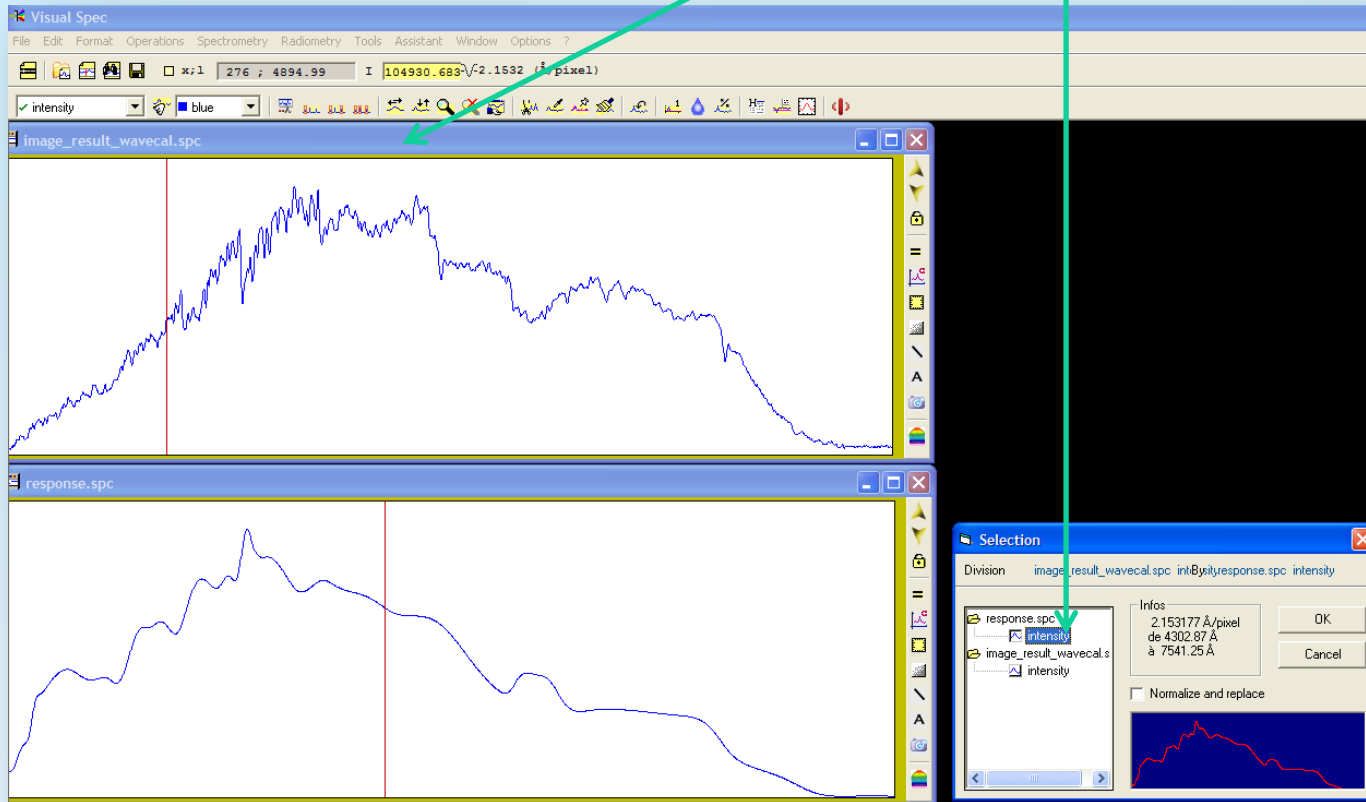 Visual Spec
File Edit Format Operations Spectrometry Radiometry Tools Assistant Window Options ?
x;l 276 ; 4894.99 I 104930.683 2.1532 (Å/pixel)
intensity blue
image_result_wavecal.spc
A
response.spc
A
Selection
Division image_result_wavecal.spc inteBysityresponse.spc intensity
response.spc
intensity
image_result_wavecal.s
intensity
Infos
2.153177 Å/pixel
de 4302.87 Å
à 7541.25 Å
OK
Cancel
Normalize and replace